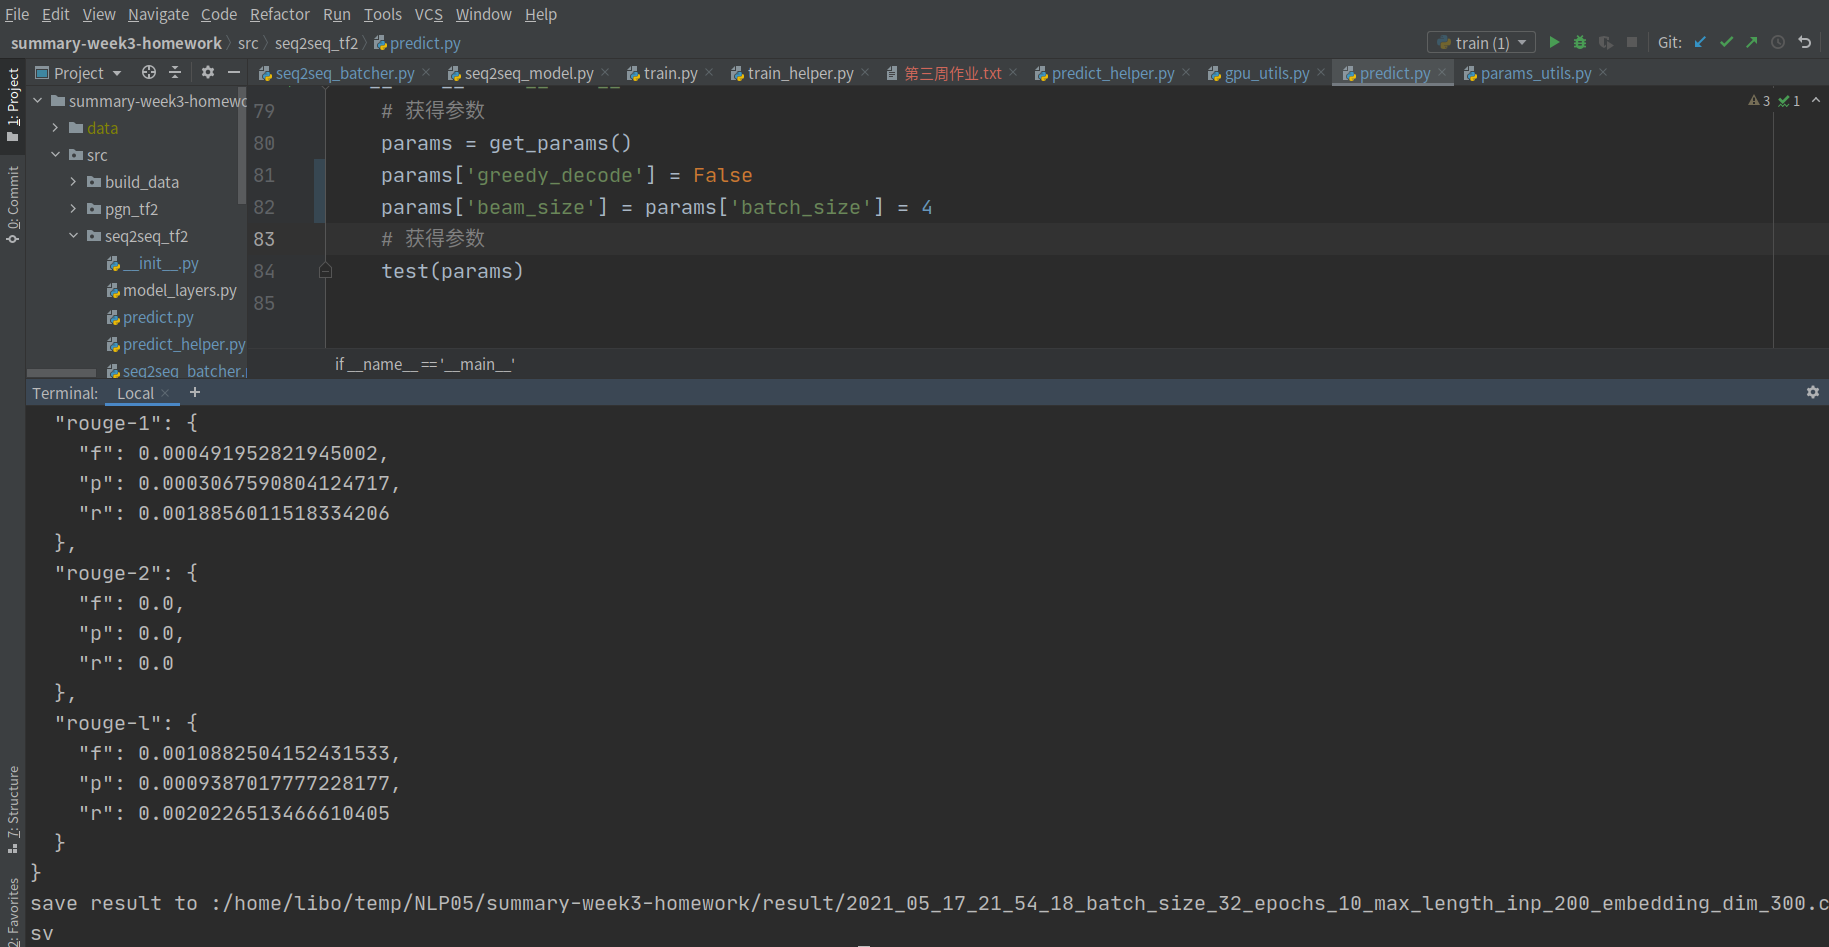 File Edit View Navigate Code Refactor Run Tools VCS Window Help
summary-week3-homework src seq2seq_tf2 predict.py train (1) Git:
Project seq2seq_batcher.py seq2seq_model.py train.py train_helper.py 第三周作业.txt predict_helper.py gpu_utils.py predict.py params_utils.py
1: Project
0: Commit
7: Structure
2: Favorites
summary-week3-homewo
data
src
build_data
pgn_tf2
seq2seq_tf2
__init__.py
model_layers.py
predict.py
predict_helper.py
seq2seq_batcher.
3 1
79 # 获得参数
80 params = get_params()
81 params['greedy_decode'] = False
82 params['beam_size'] = params['batch_size'] = 4
83 # 获得参数
84 test(params)
85
if __name__ == '__main__'
Terminal: Local +
"rouge-1": {
"f": 0.000491952821945002,
"p": 0.0003067590804124717,
"r": 0.0018856011518334206
},
"rouge-2": {
"f": 0.0,
"p": 0.0,
"r": 0.0
},
"rouge-l": {
"f": 0.0010882504152431533,
"p": 0.0009387017777228177,
"r": 0.0020226513466610405
}
}
save result to :/home/libo/temp/NLP05/summary-week3-homework/result/2021_05_17_21_54_18_batch_size_32_epochs_10_max_length_inp_200_embedding_dim_300.c
sv